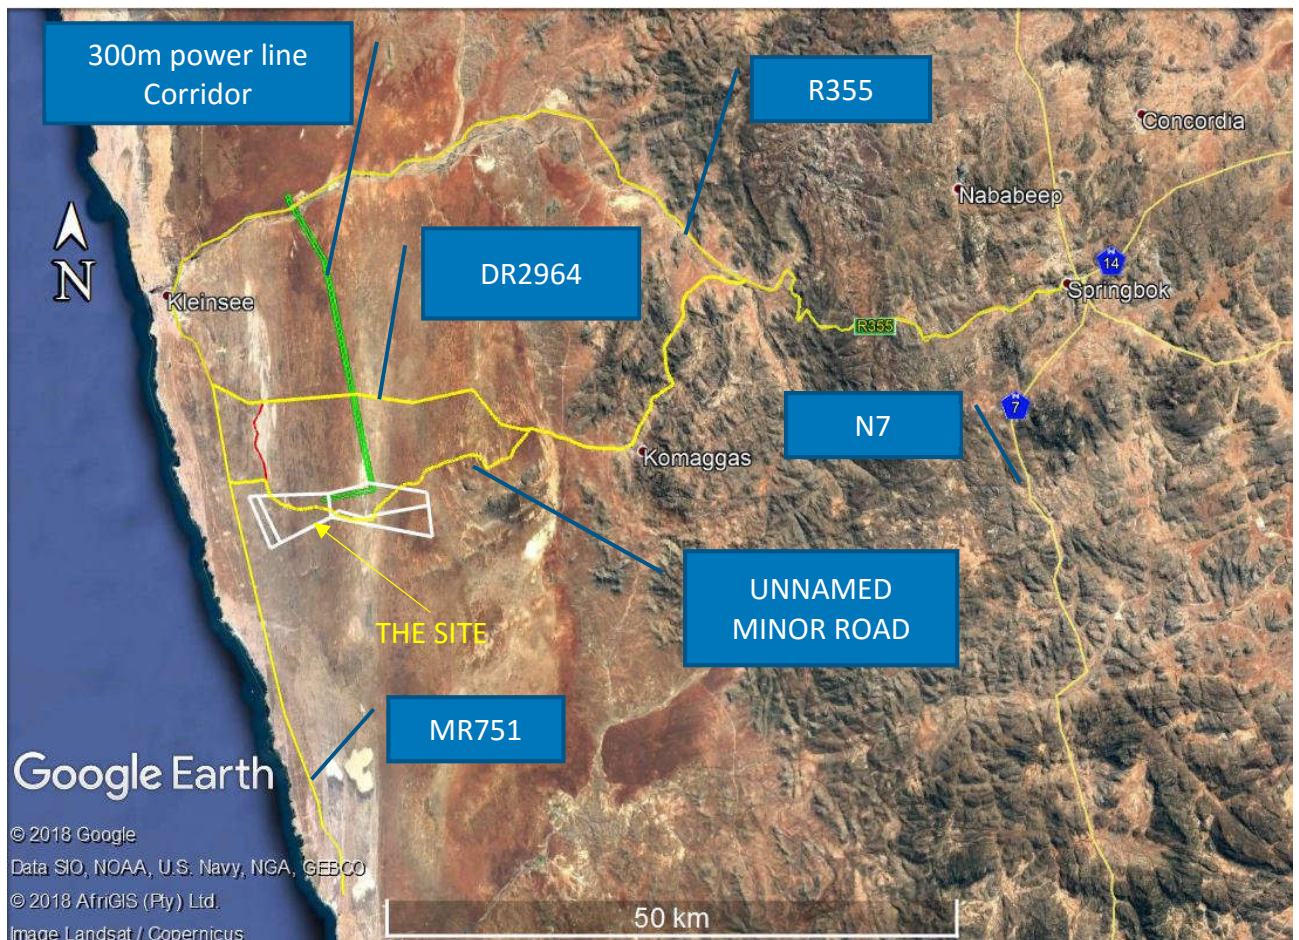 300m power line
Corridor
R355
Concordia
Nababeep
N
DR2964
14
Kleinsee
Springbok
R355
7
N7
Komaggas
UNNAMED
MINOR ROAD
THE SITE
MR751
Google Earth
© 2018 Google
Data SIO, NOAA, U.S. Navy, NGA, GEBCO
© 2018 AfriGIS (Pty) Ltd.
Image Landsat / Copernicus
50 km